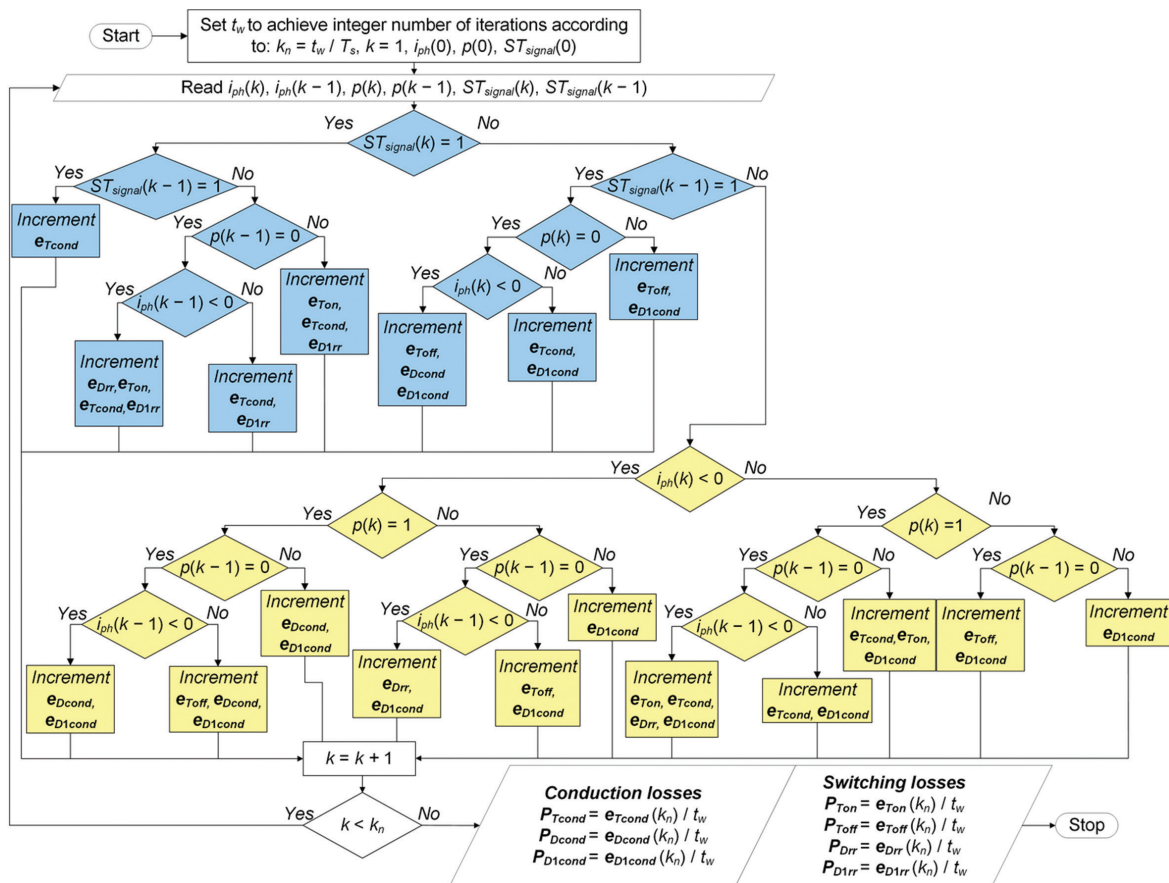 Start
Set t_w to achieve integer number of iterations according
to: k_n = t_w / T_s, k = 1, i_ph(0), p(0), ST_signal(0)
Read i_ph(k), i_ph(k − 1), p(k), p(k − 1), ST_signal(k), ST_signal(k − 1)
Yes
No
ST_signal(k) = 1
Yes
ST_signal(k − 1) = 1
No
Yes
ST_signal(k − 1) = 1
No
Increment
e_Tcond
Yes
p(k − 1) = 0
No
Yes
p(k) = 0
No
Yes
i_ph(k − 1) < 0
No
Increment
e_Ton,
e_Tcond,
e_D1rr
Yes
i_ph(k) < 0
No
Increment
e_Toff,
e_D1cond
Increment
e_Drr, e_Ton,
e_Tcond, e_D1rr
Increment
e_Tcond,
e_D1rr
Increment
e_Toff,
e_Dcond
e_D1cond
Increment
e_Tcond,
e_D1cond
Yes
i_ph(k) < 0
No
Yes
p(k) = 1
No
Yes
p(k) =1
No
Yes
p(k − 1) = 0
No
Yes
p(k − 1) = 0
No
Yes
p(k − 1) = 0
No
Yes
p(k − 1) = 0
No
Yes
i_ph(k − 1) < 0
No
Increment
e_Dcond,
e_D1cond
Yes
i_ph(k − 1) < 0
No
Increment
e_D1cond
Yes
i_ph(k − 1) < 0
No
Increment
e_Tcond, e_Ton,
e_D1cond
Increment
e_Toff,
e_D1cond
Increment
e_D1cond
Increment
e_Dcond,
e_D1cond
Increment
e_Toff, e_Dcond,
e_D1cond
Increment
e_Drr,
e_D1cond
Increment
e_Toff,
e_D1cond
Increment
e_Ton, e_Tcond,
e_Drr, e_D1cond
Increment
e_Tcond, e_D1cond
k = k + 1
Yes
k < k_n
No
Conduction losses
P_Tcond = e_Tcond (k_n) / t_w
P_Dcond = e_Dcond (k_n) / t_w
P_D1cond = e_D1cond (k_n) / t_w
Switching losses
P_Ton = e_Ton (k_n) / t_w
P_Toff = e_Toff (k_n) / t_w
P_Drr = e_Drr (k_n) / t_w
P_D1rr = e_D1rr (k_n) / t_w
Stop